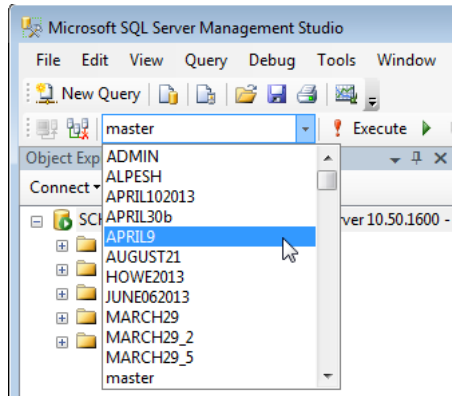 Microsoft SQL Server Management Studio
File Edit View Query Debug Tools Window
New Query
master Execute
Object Exp
Connect
ADMIN
ALPESH
APRIL102013
APRIL30b
APRIL9
AUGUST21
HOWE2013
JUNE062013
MARCH29
MARCH29_2
MARCH29_5
master
SCH ver 10.50.1600 -